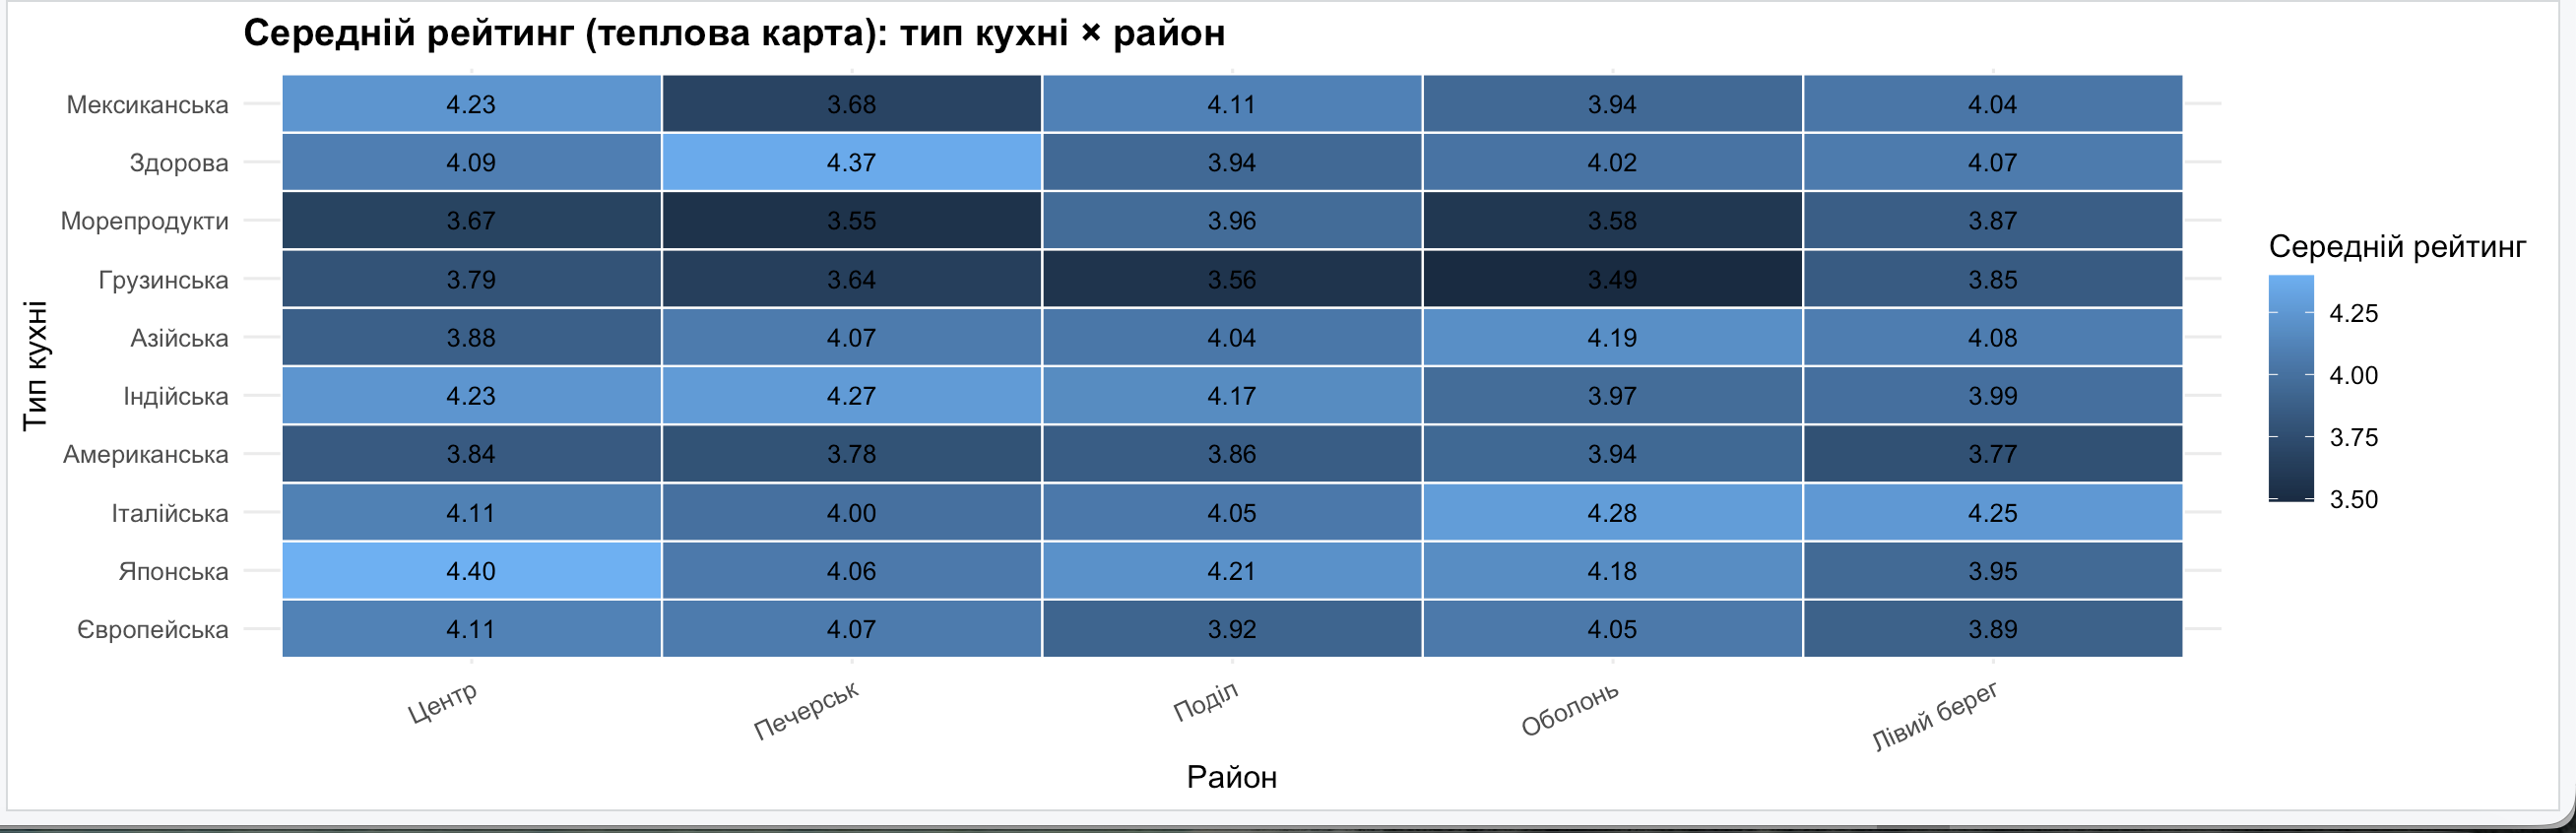 Середній рейтинг (теплова карта): тип кухні × район
Тип кухні
Мексиканська 4.23 3.68 4.11 3.94 4.04
Здорова 4.09 4.37 3.94 4.02 4.07
Морепродукти 3.67 3.55 3.96 3.58 3.87
Грузинська 3.79 3.64 3.56 3.49 3.85
Азійська 3.88 4.07 4.04 4.19 4.08
Індійська 4.23 4.27 4.17 3.97 3.99
Американська 3.84 3.78 3.86 3.94 3.77
Італійська 4.11 4.00 4.05 4.28 4.25
Японська 4.40 4.06 4.21 4.18 3.95
Європейська 4.11 4.07 3.92 4.05 3.89
Центр Печерськ Поділ Оболонь Лівий берег
Район
Середній рейтинг
4.25
4.00
3.75
3.50